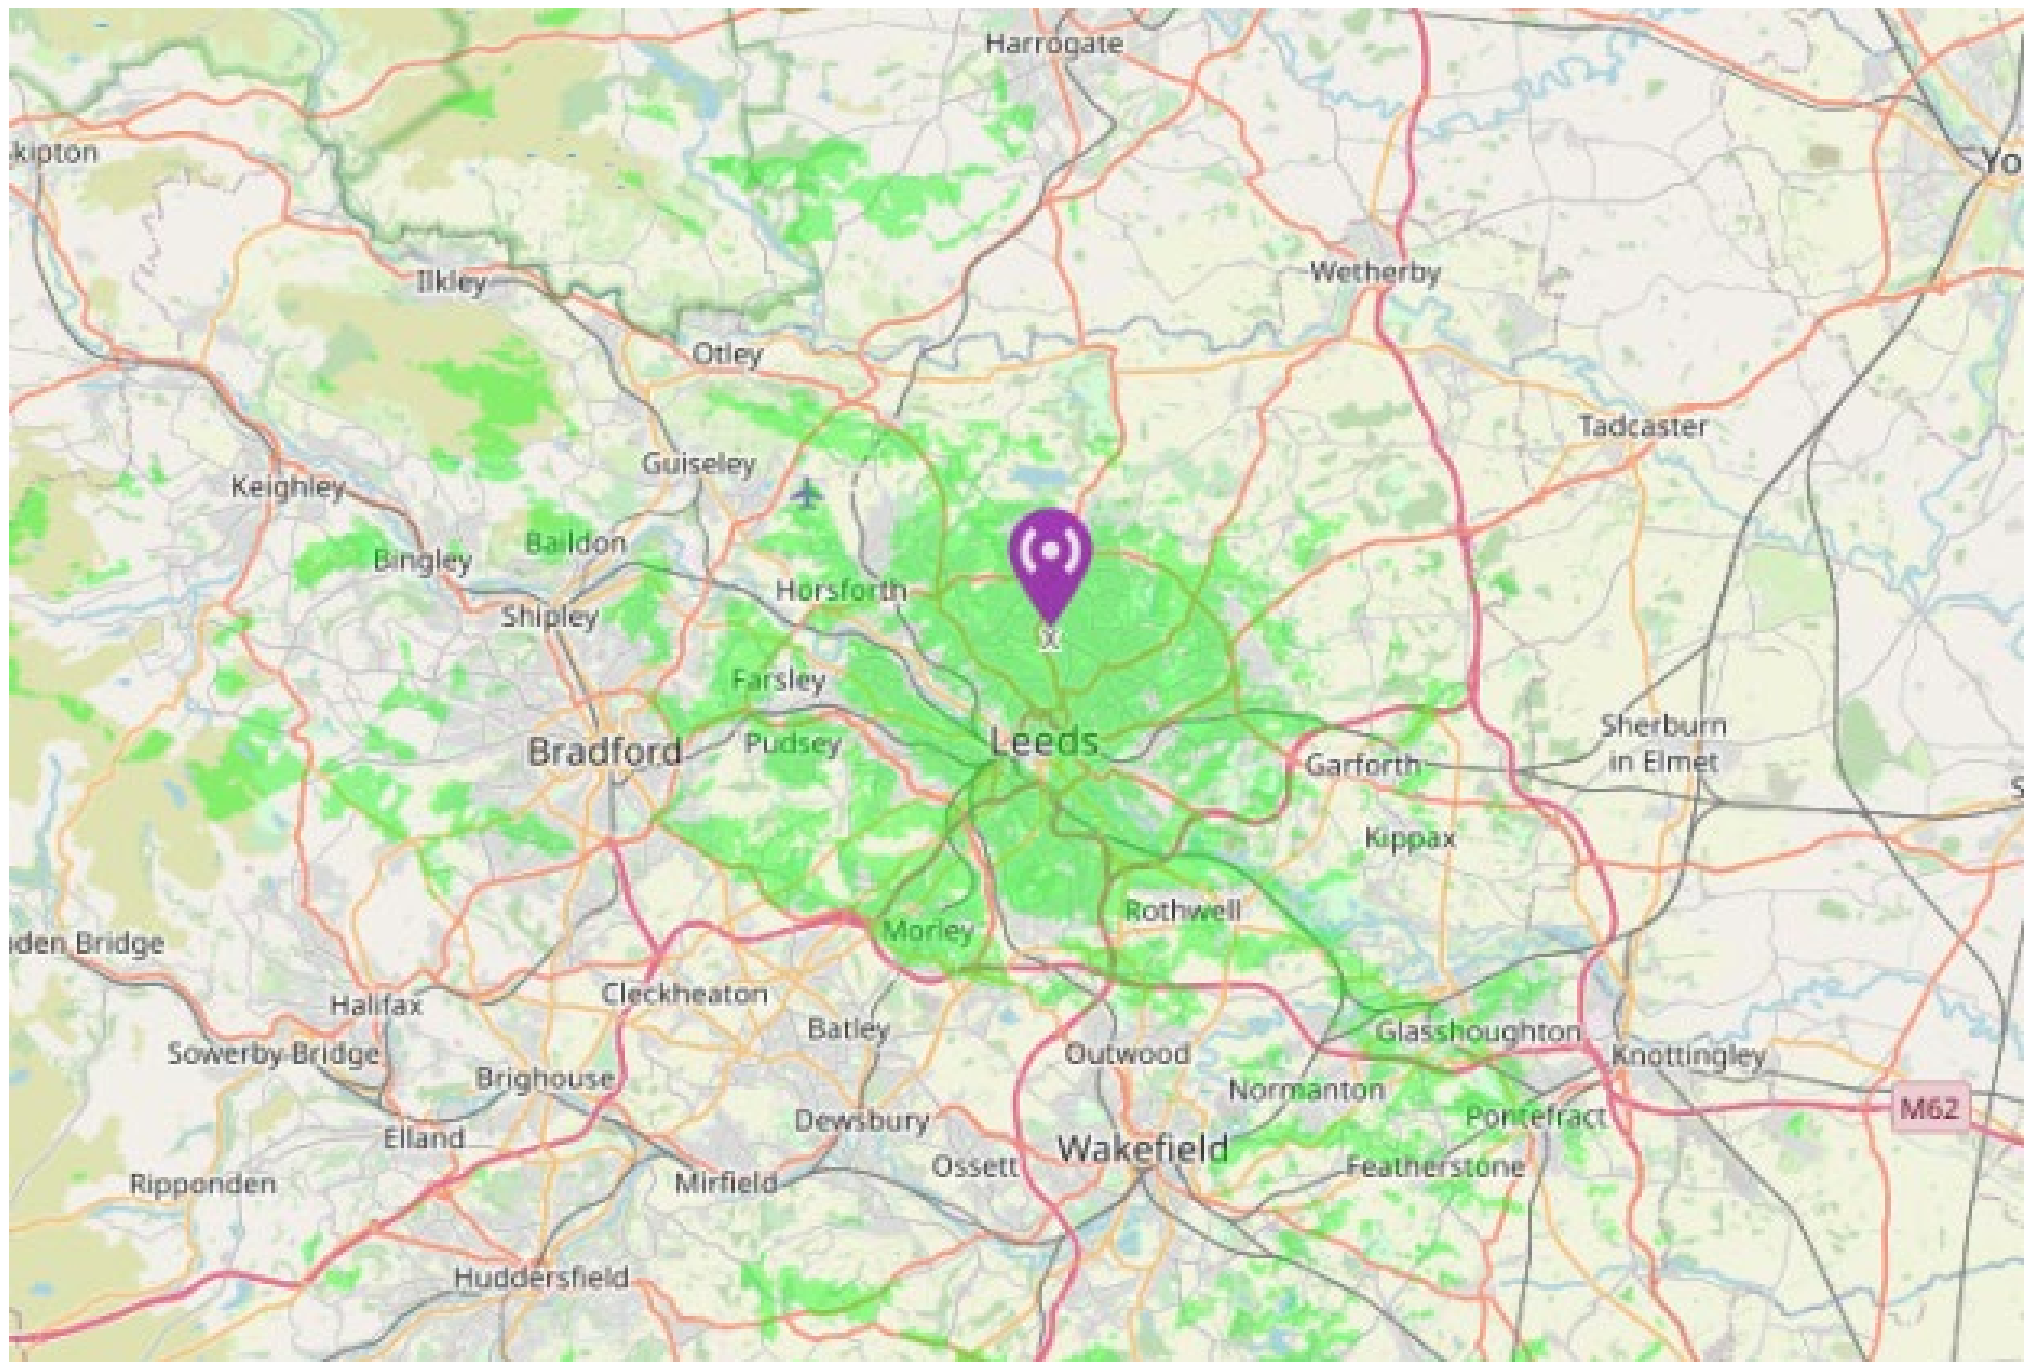 Harrogate
kipton
Yo
Ilkley
Wetherby
Otley
Tadcaster
Guiseley
Keighley
Baildon
Bingley
Horsforth
Shipley
X
Farsley
Sherburn
in Elmet
Leeds
Pudsey
Bradford
Garforth
S
Kippax
Rothwell
Morley
den Bridge
Cleckheaton
Halifax
Batley
Glasshoughton
Sowerby Bridge
Outwood
Knottingley
Brighouse
Normanton
M62
Dewsbury
Pontefract
Elland
Wakefield
Ossett
Featherstone
Ripponden
Mirfield
Huddersfield